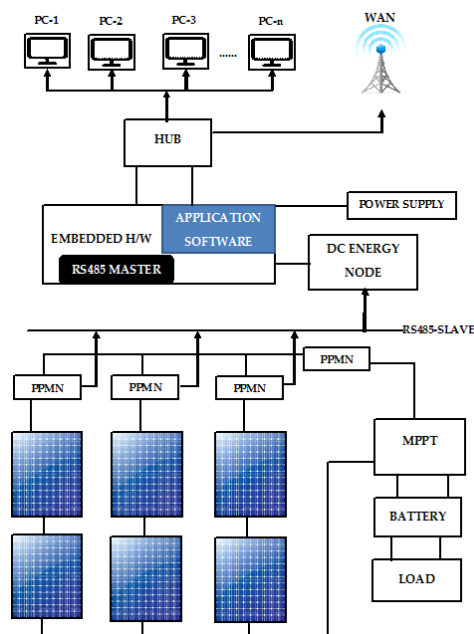 PC-1
PC-2
PC-3
......
PC-n
WAN
HUB
EMBEDDED H/W
APPLICATION
SOFTWARE
RS485 MASTER
POWER SUPPLY
DC ENERGY
NODE
RS485-SLAVE
PPMN
PPMN
PPMN
PPMN
MPPT
BATTERY
LOAD